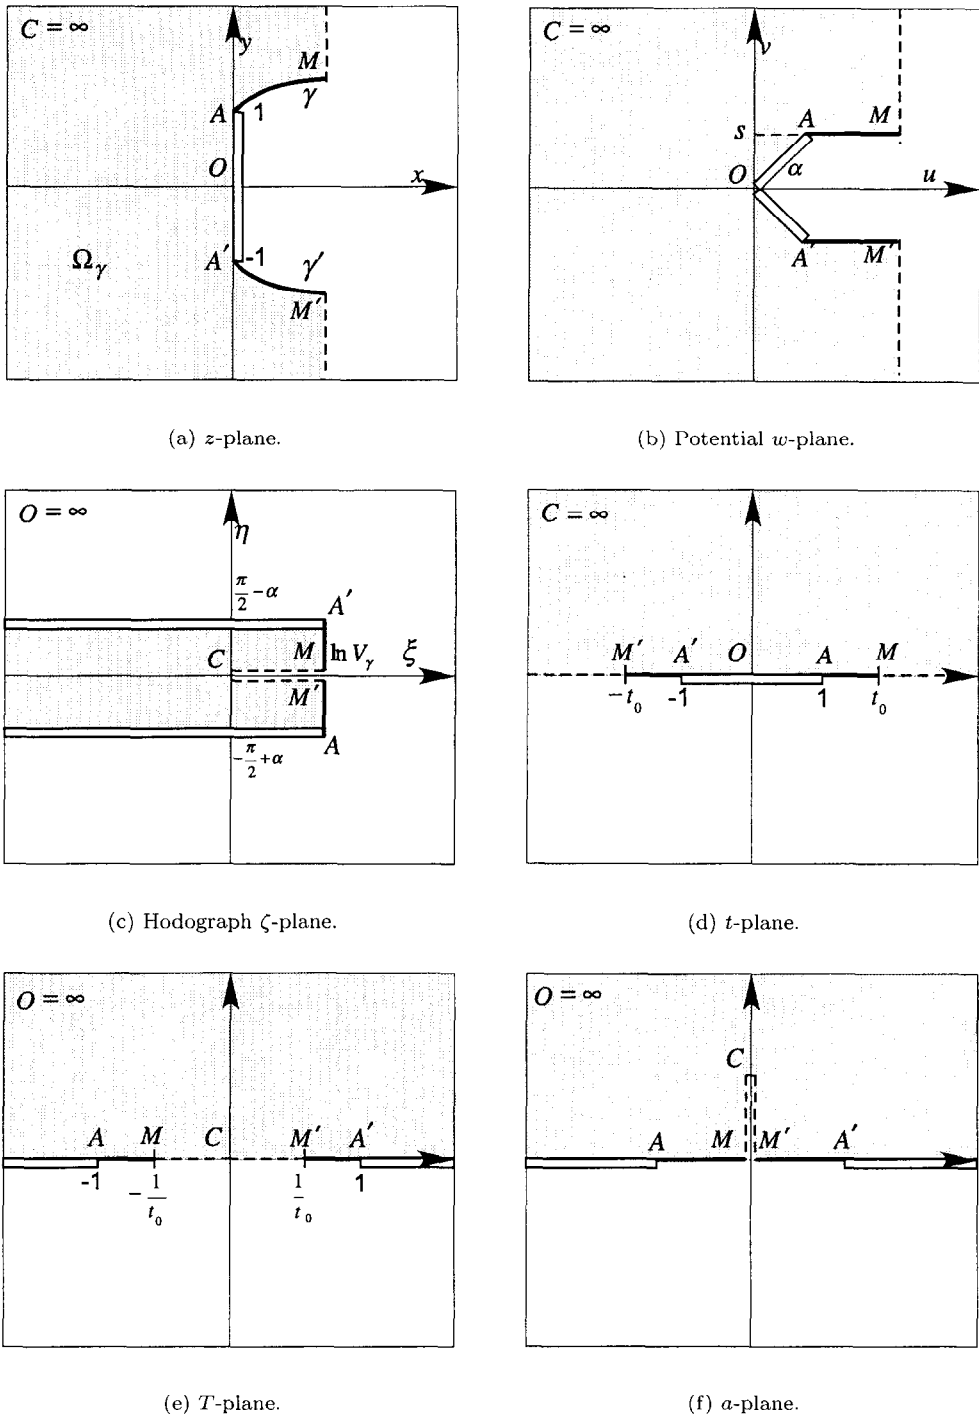 C = ∞
y
M
γ
A
1
O
x
A′
-1
γ′
M′
Ω_γ
(a) z-plane.
C = ∞
v
s
A
M
O
α
u
A′
M′
(b) Potential w-plane.
O = ∞
η
π/2 − α
A′
C
M
ln V_γ
ξ
M′
−π/2 + α
A
(c) Hodograph ζ-plane.
C = ∞
M′
A′
O
A
M
−t₀
-1
1
t₀
(d) t-plane.
O = ∞
A
M
C
M′
A′
-1
−1/t₀
1/t₀
1
(e) T-plane.
O = ∞
C
A
M
M′
A′
(f) a-plane.